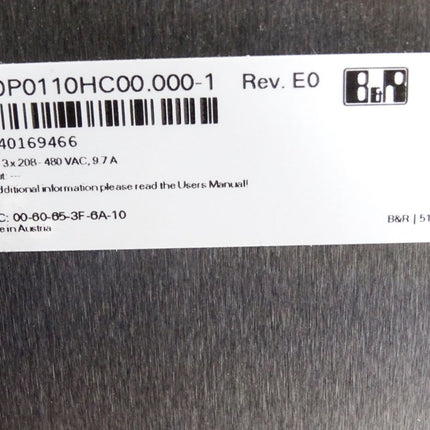 0P0110HC00.000-1 Rev. E0 B&R
40169466
3 x 208 - 480 VAC, 9.7 A
ut: ---
dditional information please read the Users Manual!
C: 00-60-65-3F-6A-10
e in Austria B&R | 51